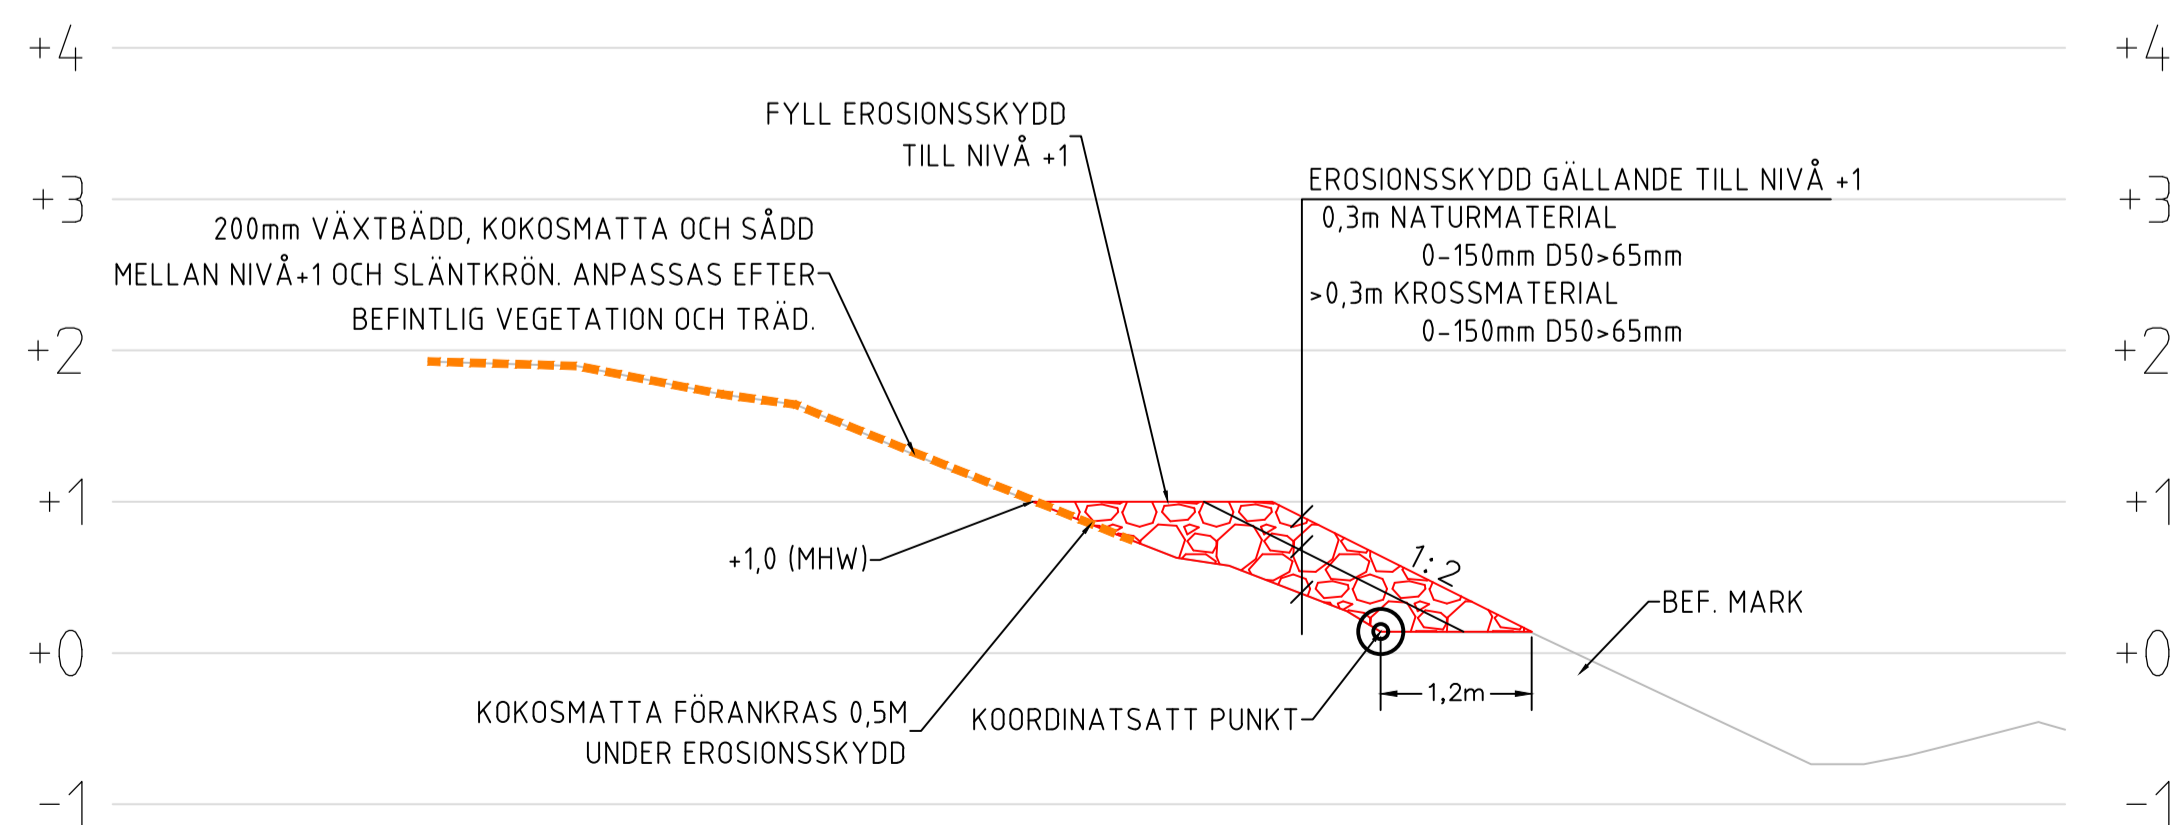 +4
+4
FYLL EROSIONSSKYDD
TILL NIVÅ +1
EROSIONSSKYDD GÄLLANDE TILL NIVÅ +1
+3
+3
0,3m NATURMATERIAL
0-150mm D50>65mm
>0,3m KROSSMATERIAL
0-150mm D50>65mm
200mm VÄXTBÄDD, KOKOSMATTA OCH SÅDD
MELLAN NIVÅ+1 OCH SLÄNTKRÖN. ANPASSAS EFTER
BEFINTLIG VEGETATION OCH TRÄD.
+2
+2
+1
+1
+1,0 (MHW)
1:2
BEF. MARK
+0
+0
1,2m
KOKOSMATTA FÖRANKRAS 0,5M
UNDER EROSIONSSKYDD
KOORDINATSATT PUNKT
-1
-1